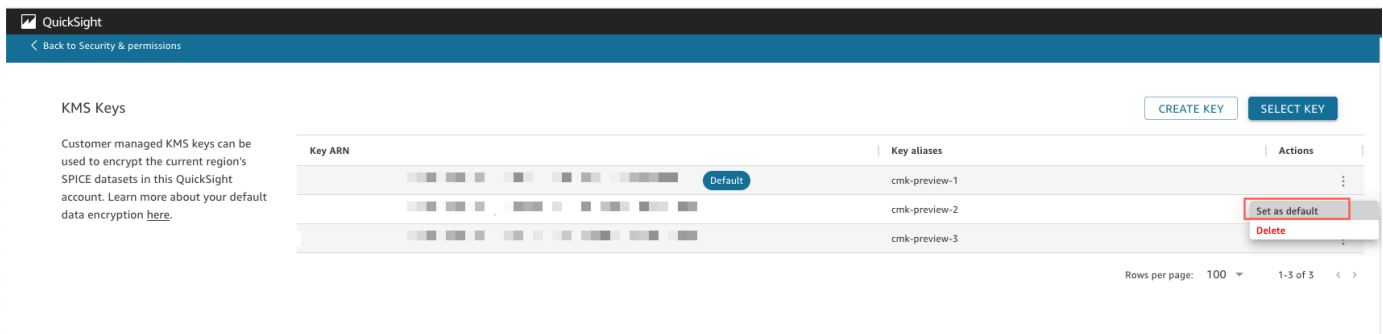 QuickSight
Back to Security & permissions
KMS Keys
CREATE KEY
SELECT KEY
Customer managed KMS keys can be
used to encrypt the current region's
SPICE datasets in this QuickSight
account. Learn more about your default
data encryption here.
Key ARN
Key aliases
Actions
Default
cmk-preview-1
cmk-preview-2
Set as default
Delete
cmk-preview-3
Rows per page: 100
1-3 of 3